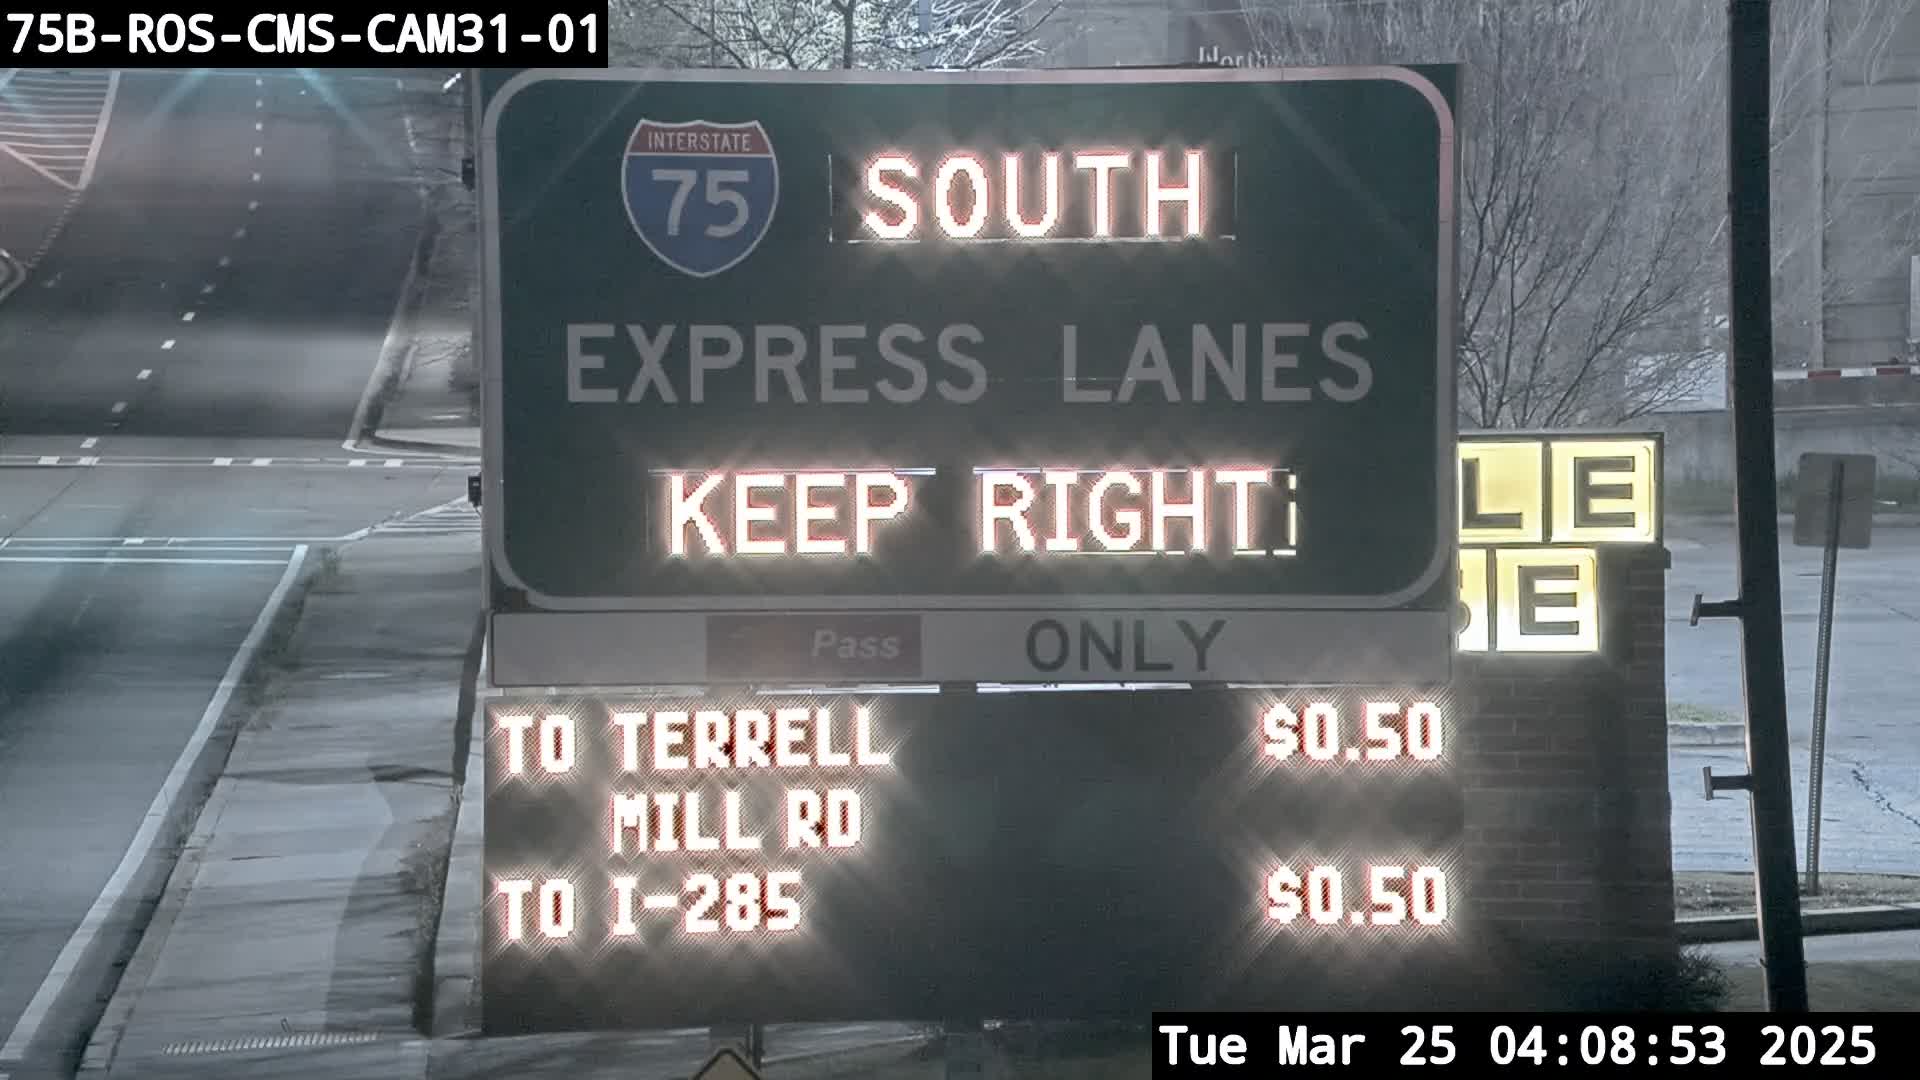 75B-ROS-CMS-CAM31-01
INTERSTATE
75
SOUTH
EXPRESS LANES
KEEP RIGHT
Pass ONLY
TO TERRELL $0.50
MILL RD
TO I-285 $0.50
LE
E
Tue Mar 25 04:08:53 2025